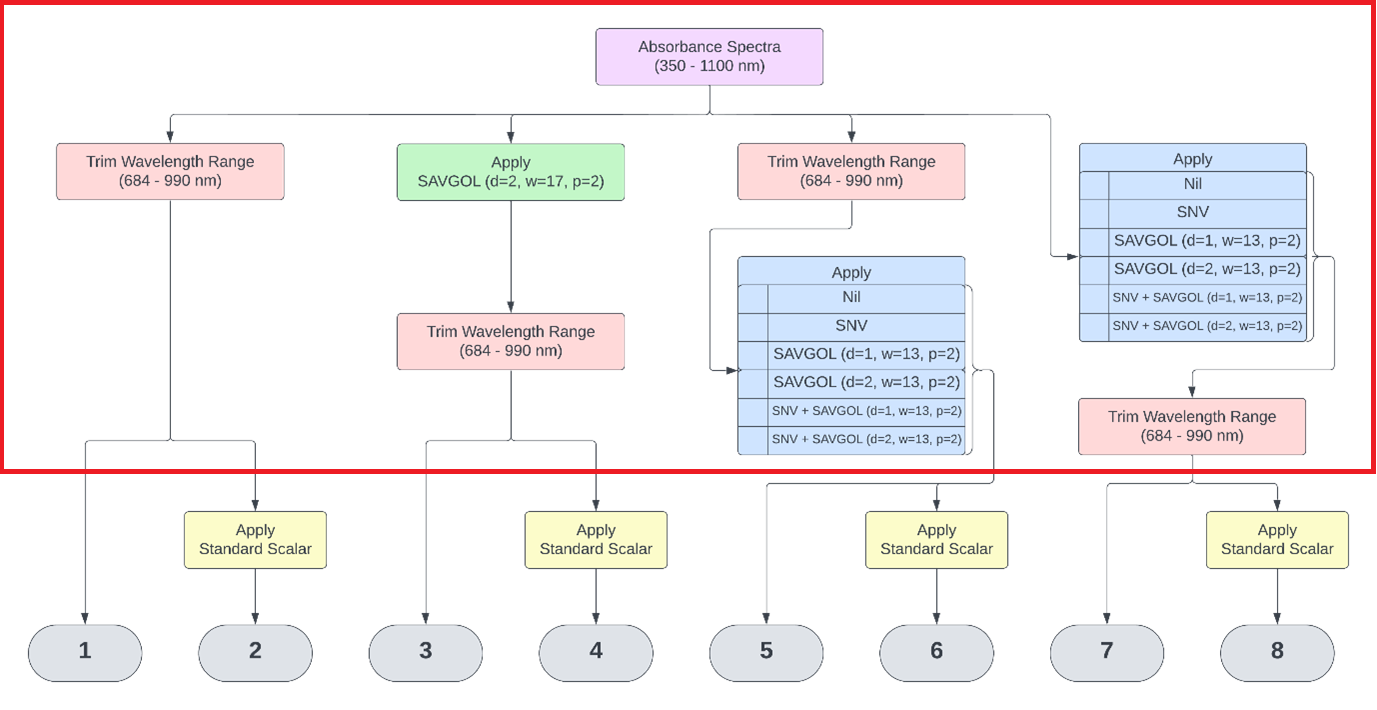 Absorbance Spectra
(350 - 1100 nm)
Trim Wavelength Range
(684 - 990 nm)
Apply
SAVGOL (d=2, w=17, p=2)
Trim Wavelength Range
(684 - 990 nm)
Trim Wavelength Range
(684 - 990 nm)
Apply
Nil
SNV
SAVGOL (d=1, w=13, p=2)
SAVGOL (d=2, w=13, p=2)
SNV + SAVGOL (d=1, w=13, p=2)
SNV + SAVGOL (d=2, w=13, p=2)
Apply
Nil
SNV
SAVGOL (d=1, w=13, p=2)
SAVGOL (d=2, w=13, p=2)
SNV + SAVGOL (d=1, w=13, p=2)
SNV + SAVGOL (d=2, w=13, p=2)
Trim Wavelength Range
(684 - 990 nm)
Apply
Standard Scalar
Apply
Standard Scalar
Apply
Standard Scalar
Apply
Standard Scalar
1
2
3
4
5
6
7
8